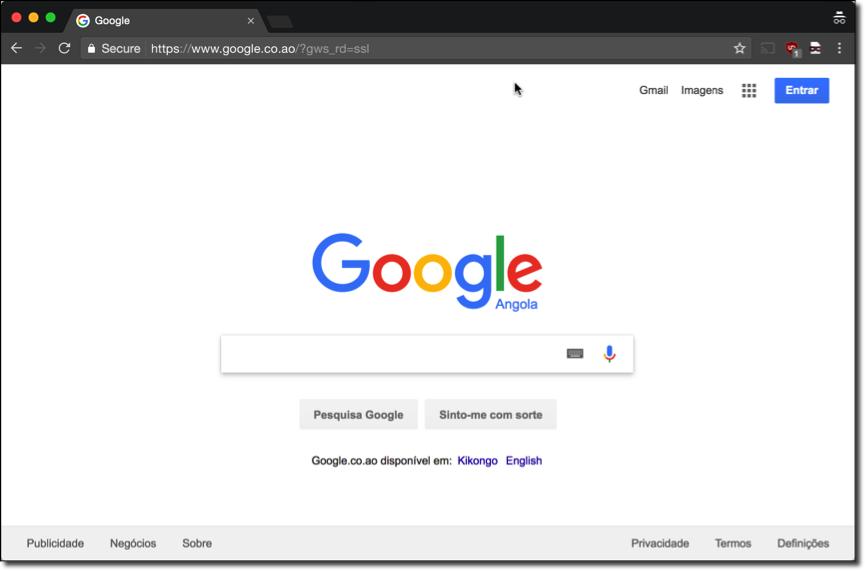 Google
Secure https://www.google.co.ao/?gws_rd=ssl
1
Gmail Imagens Entrar
Google
Angola
Pesquisa Google Sinto-me com sorte
Google.co.ao disponível em: Kikongo English
Publicidade Negócios Sobre Privacidade Termos Definições